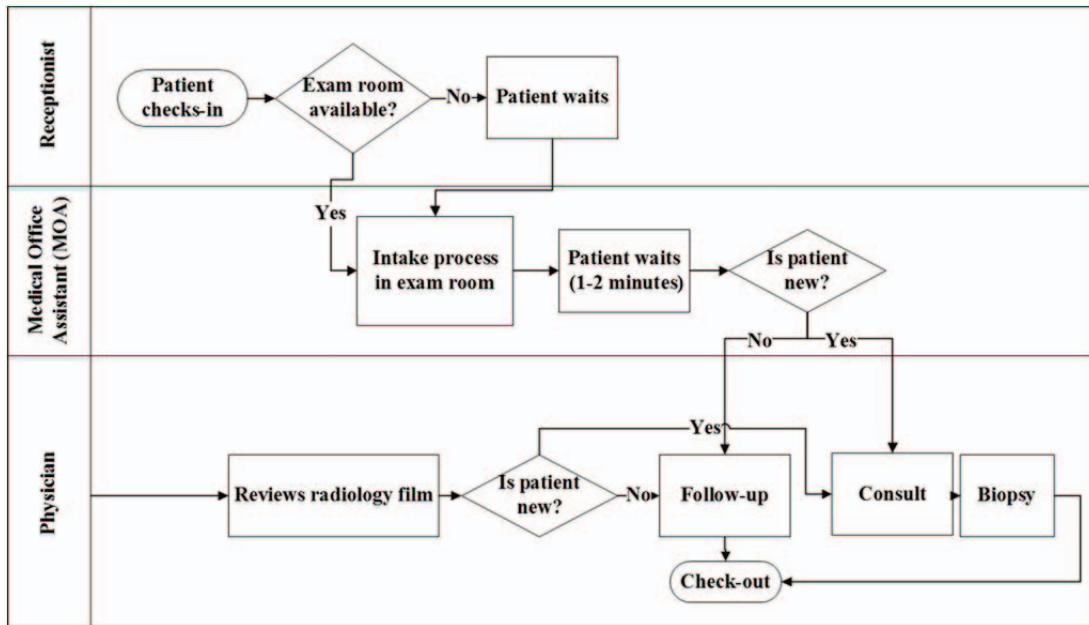 Receptionist
Patient
checks-in
Exam room
available?
No
Patient waits
Yes
Medical Office
Assistant (MOA)
Intake process
in exam room
Patient waits
(1-2 minutes)
Is patient
new?
No
Yes
Physician
Reviews radiology film
Is patient
new?
Yes
No
Follow-up
Consult
Biopsy
Check-out